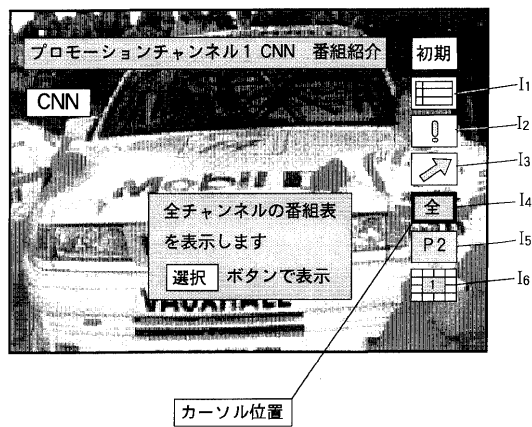 プロモーションチャンネル1 CNN 番組紹介
初期
CNN
I1
I2
I3
Mobil
全
I4
全チャンネルの番組表
を表示します
選択 ボタンで表示
P2
I5
1
I6
VAUXHALL
カーソル位置